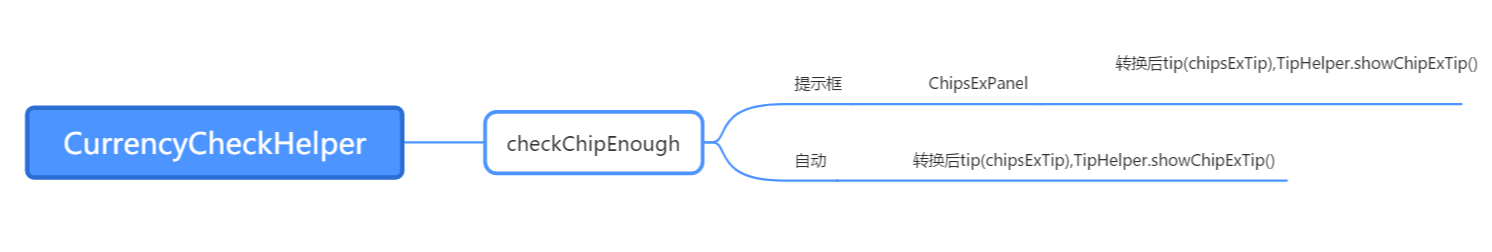 CurrencyCheckHelper
checkChipEnough
提示框
ChipsExPanel
转换后tip(chipsExTip),TipHelper.showChipExTip()
自动
转换后tip(chipsExTip),TipHelper.showChipExTip()